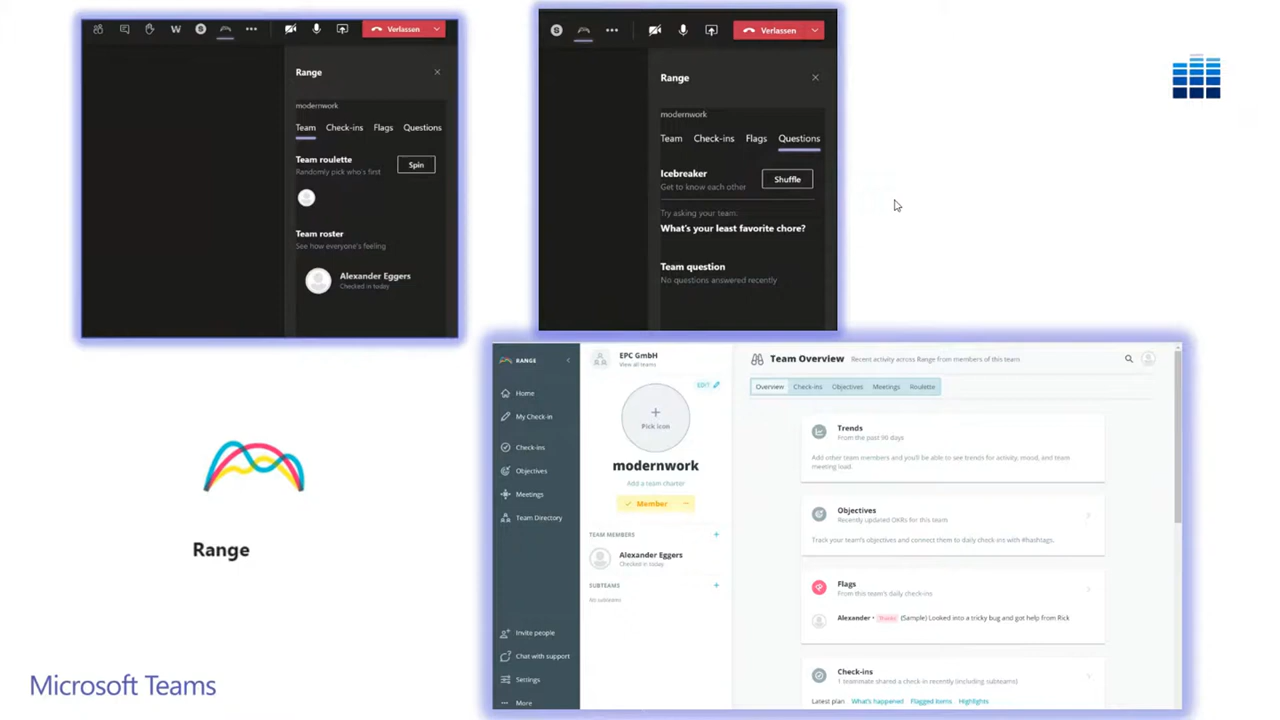 Verlassen
Range
modernwork
Team Check-ins Flags Questions
Team roulette
Randomly pick who's first
Spin
Team roster
See how everyone's feeling
Alexander Eggers
Checked in today
Verlassen
Range
modernwork
Team Check-ins Flags Questions
Icebreaker
Get to know each other
Shuffle
Try asking your team:
What's your least favorite chore?
Team question
No questions answered recently
Range
Microsoft Teams
RANGE
Home
My Check-in
Check-ins
Objectives
Meetings
Team Directory
Invite people
Chat with support
Settings
More
EPC GmbH
View all teams
EDIT
Pick icon
modernwork
Add a team charter
Member
TEAM MEMBERS
Alexander Eggers
Checked in today
SUBTEAMS
No subteams
Team Overview Recent activity across Range from members of this team
Overview Check-ins Objectives Meetings Roulette
Trends
From the past 90 days
Add other team members and you'll be able to see trends for activity, mood, and team
meeting load.
Objectives
Recently updated OKRs for this team
Track your team's objectives and connect them to daily check-ins with #hashtags.
Flags
From this team's daily check-ins
Alexander • Thanks (Sample) Looked into a tricky bug and got help from Rick
Check-ins
1 teammate shared a check-in recently (including subteams)
Latest plan What's happened Flagged items Highlights